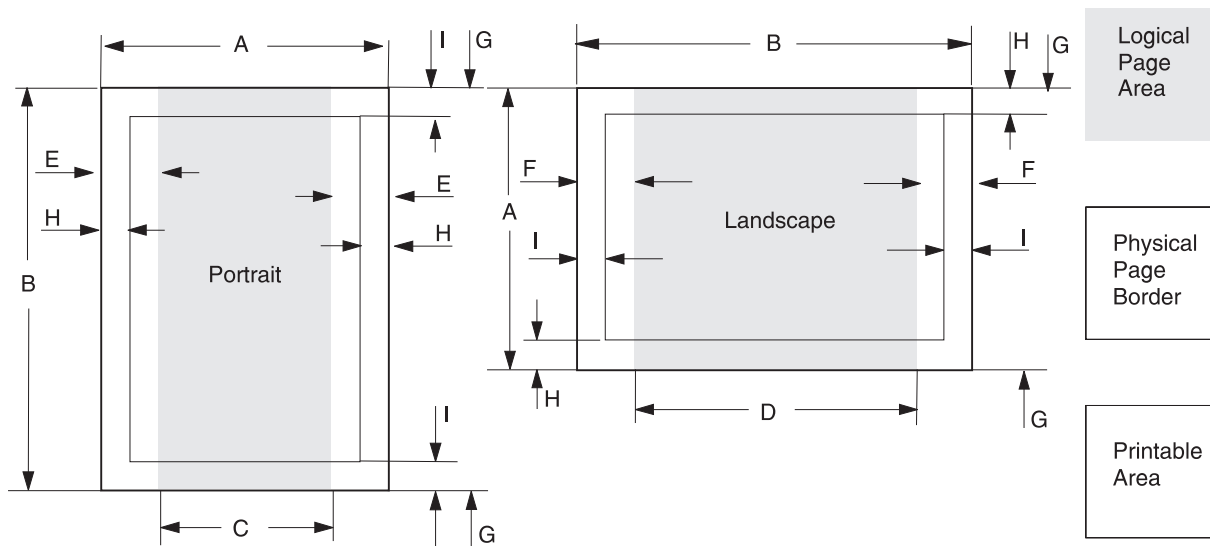 A
I
G
E
E
H
H
B
Portrait
I
C
G
B
H
G
F
F
A
Landscape
I
I
H
D
G
Logical
Page
Area
Physical
Page
Border
Printable
Area